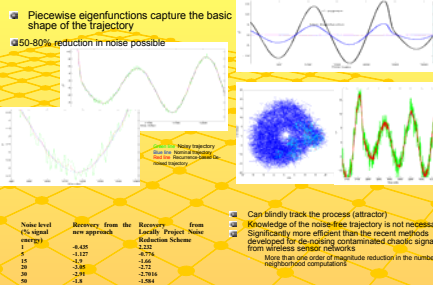 Piecewise eigenfunctions capture the basic
shape of the trajectory
50-80% reduction in noise possible
Green line Noisy trajectory
Blue line Nominal trajectory
Red line Recurrence-based De-
noised trajectory
Noise level
(% signal
energy)
Recovery from the
new approach
Recovery from
Locally Project Noise
Reduction Scheme
1 -0.435 2.232
5 -1.127 -0.776
15 -1.9 -1.66
20 -3.05 -2.72
30 -2.91 -2.7016
50 -1.8 -1.984
Can blindly track the process (attractor)
Knowledge of the noise-free trajectory is not necessa
Significantly more efficient than the recent methods
developed for de-noising contaminated chaotic signa
from wireless sensor networks
More than one order of magnitude reduction in the numbe
neighborhood computations